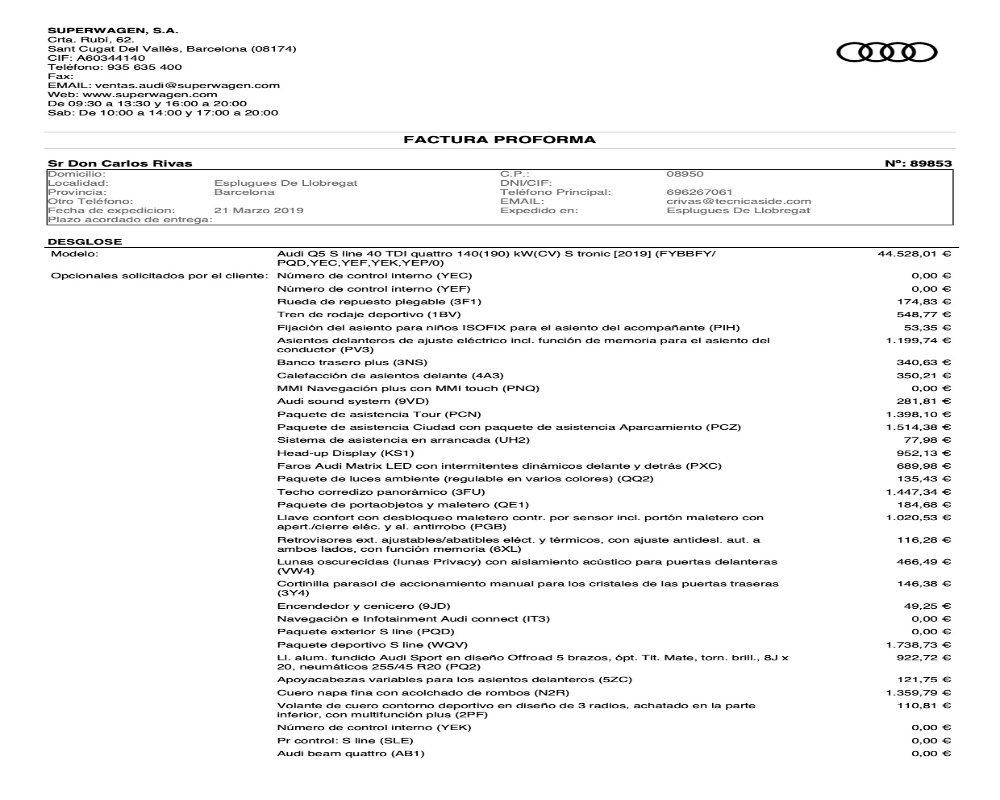 SUPERWAGEN, S.A.
Crta. Rubí, 62.
Sant Cugat Del Vallés, Barcelona (08174)
CIF: A60344140
Teléfono: 935 635 400
Fax:
EMAIL: ventas.audi@superwagen.com
Web: www.superwagen.com
De 09:30 a 13:30 y 16:00 a 20:00
Sab: De 10:00 a 14:00 y 17:00 a 20:00
FACTURA PROFORMA
Sr Don Carlos Rivas Nº: 89853
Domicilio: C.P.: 08950
Localidad: Esplugues De Llobregat DNI/CIF:
Provincia: Barcelona Teléfono Principal: 696267061
Otro Teléfono: EMAIL: crivas@tecnicaside.com
Fecha de expedicion: 21 Marzo 2019 Expedido en: Esplugues De Llobregat
Plazo acordado de entrega:
DESGLOSE
Modelo: Audi Q5 S line 40 TDI quattro 140(190) kW(CV) S tronic [2019] (FYBBFY/ 44.528,01 €
PQD,YEC,YEF,YEK,YEP/0)
Opcionales solicitados por el cliente: Número de control interno (YEC) 0,00 €
Número de control interno (YEF) 0,00 €
Rueda de repuesto plegable (3F1) 174,83 €
Tren de rodaje deportivo (1BV) 548,77 €
Fijación del asiento para niños ISOFIX para el asiento del acompañante (PIH) 53,35 €
Asientos delanteros de ajuste eléctrico incl. función de memoria para el asiento del 1.199,74 €
conductor (PV3)
Banco trasero plus (3NS) 340,63 €
Calefacción de asientos delante (4A3) 350,21 €
MMI Navegación plus con MMI touch (PNQ) 0,00 €
Audi sound system (9VD) 281,81 €
Paquete de asistencia Tour (PCN) 1.398,10 €
Paquete de asistencia Ciudad con paquete de asistencia Aparcamiento (PCZ) 1.514,38 €
Sistema de asistencia en arrancada (UH2) 77,98 €
Head-up Display (KS1) 952,13 €
Faros Audi Matrix LED con intermitentes dinámicos delante y detrás (PXC) 689,98 €
Paquete de luces ambiente (regulable en varios colores) (QQ2) 135,43 €
Techo corredizo panorámico (3FU) 1.447,34 €
Paquete de portaobjetos y maletero (QE1) 184,68 €
Llave confort con desbloqueo maletero contr. por sensor incl. portón maletero con 1.020,53 €
apert./cierre eléc. y al. antirrobo (PGB)
Retrovisores ext. ajustables/abatibles eléct. y térmicos, con ajuste antidesl. aut. a 116,28 €
ambos lados, con función memoria (6XL)
Lunas oscurecidas (lunas Privacy) con aislamiento acústico para puertas delanteras 466,49 €
(VW4)
Cortinilla parasol de accionamiento manual para los cristales de las puertas traseras 146,38 €
(3Y4)
Encendedor y cenicero (9JD) 49,25 €
Navegación e Infotainment Audi connect (IT3) 0,00 €
Paquete exterior S line (PQD) 0,00 €
Paquete deportivo S line (WQV) 1.738,73 €
Ll. alum. fundido Audi Sport en diseño Offroad 5 brazos, ópt. Tit. Mate, torn. brill., 8J x 922,72 €
20, neumáticos 255/45 R20 (PQ2)
Apoyacabezas variables para los asientos delanteros (5ZC) 121,75 €
Cuero napa fina con acolchado de rombos (N2R) 1.359,79 €
Volante de cuero contorno deportivo en diseño de 3 radios, achatado en la parte 110,81 €
inferior, con multifunción plus (2PF)
Número de control interno (YEK) 0,00 €
Pr control: S line (SLE) 0,00 €
Audi beam quattro (AB1) 0,00 €